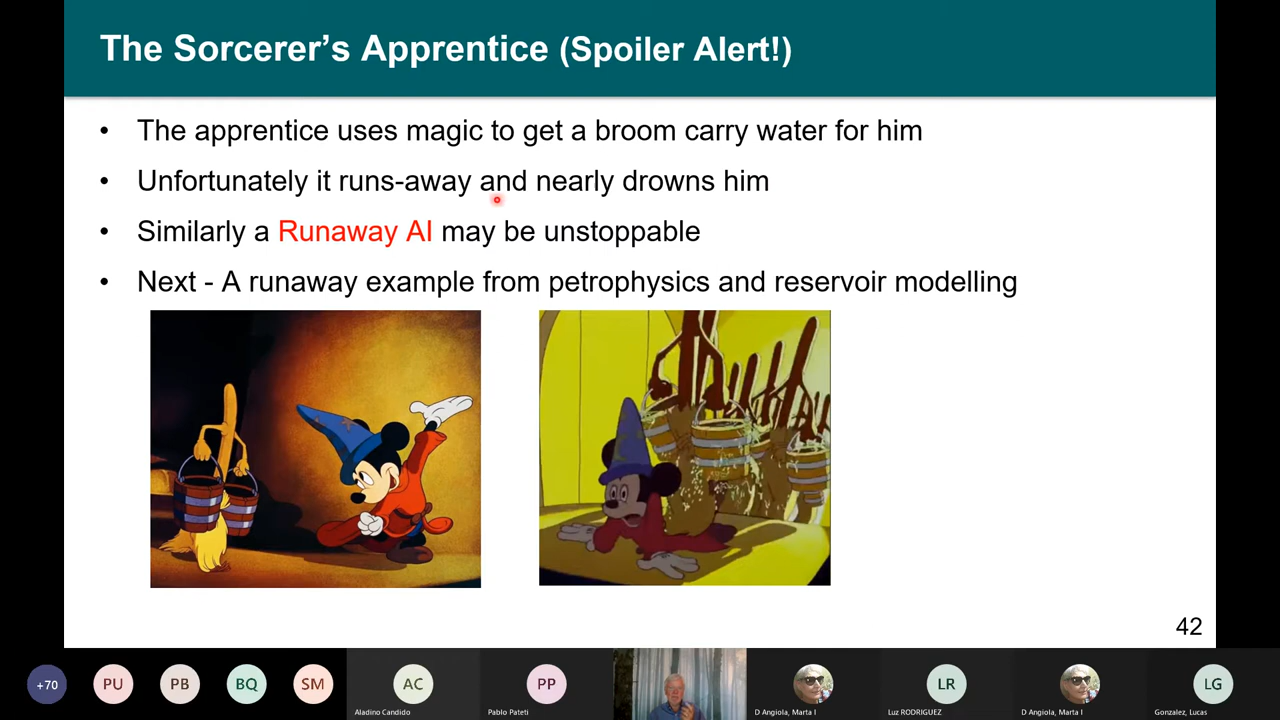 The Sorcerer's Apprentice (Spoiler Alert!)
• The apprentice uses magic to get a broom carry water for him
• Unfortunately it runs-away and nearly drowns him
• Similarly a Runaway AI may be unstoppable
• Next - A runaway example from petrophysics and reservoir modelling
42
+70
PU
PB
BQ
SM
AC
PP
LR
LG
Aladino Candido
Pablo Pateti
D Angiola, Marta I
Luz RODRIGUEZ
D Angiola, Marta I
Gonzalez, Lucas